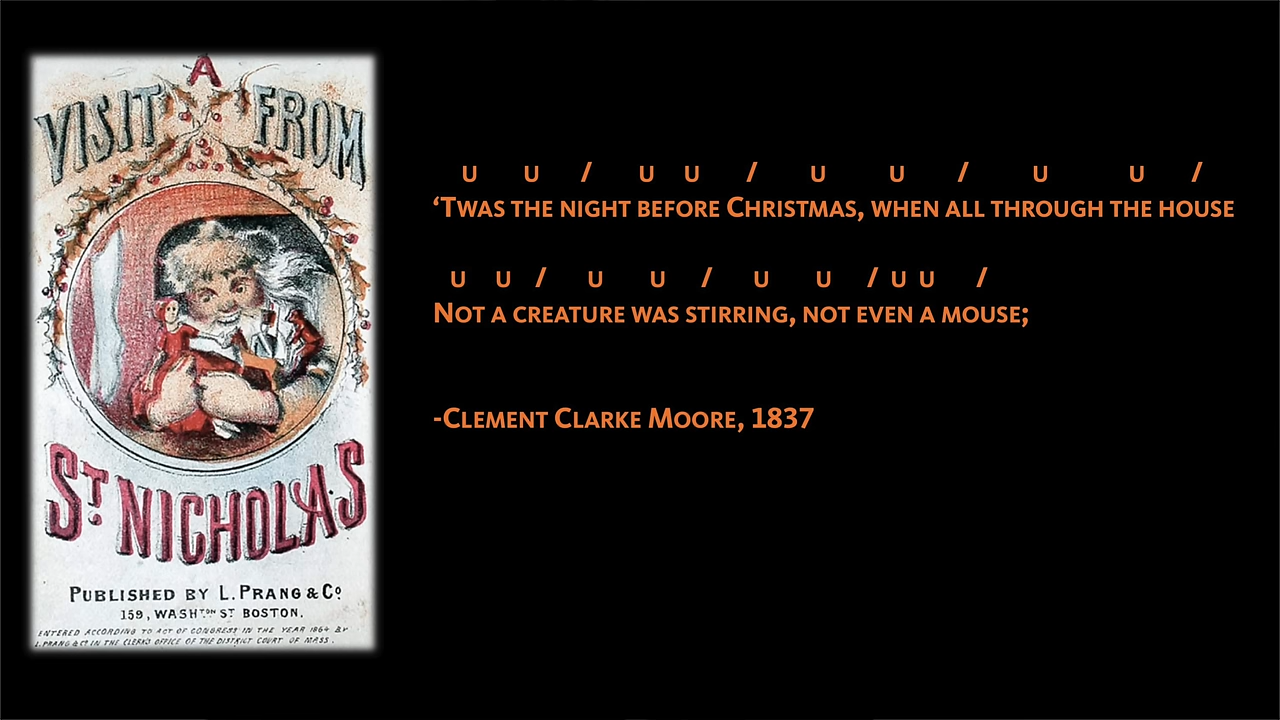 A
VISIT FROM
ST. NICHOLAS
PUBLISHED BY L. PRANG & Co
159, WASHTON ST BOSTON.
ENTERED ACCORDING TO ACT OF CONGRESS IN THE YEAR 1864 BY
L. PRANG & Co IN THE CLERKS OFFICE OF THE DISTRICT COURT OF MASS.
U U / U U / U U / U U /
‘TWAS THE NIGHT BEFORE CHRISTMAS, WHEN ALL THROUGH THE HOUSE
U U / U U / U U / U U /
NOT A CREATURE WAS STIRRING, NOT EVEN A MOUSE;
-CLEMENT CLARKE MOORE, 1837